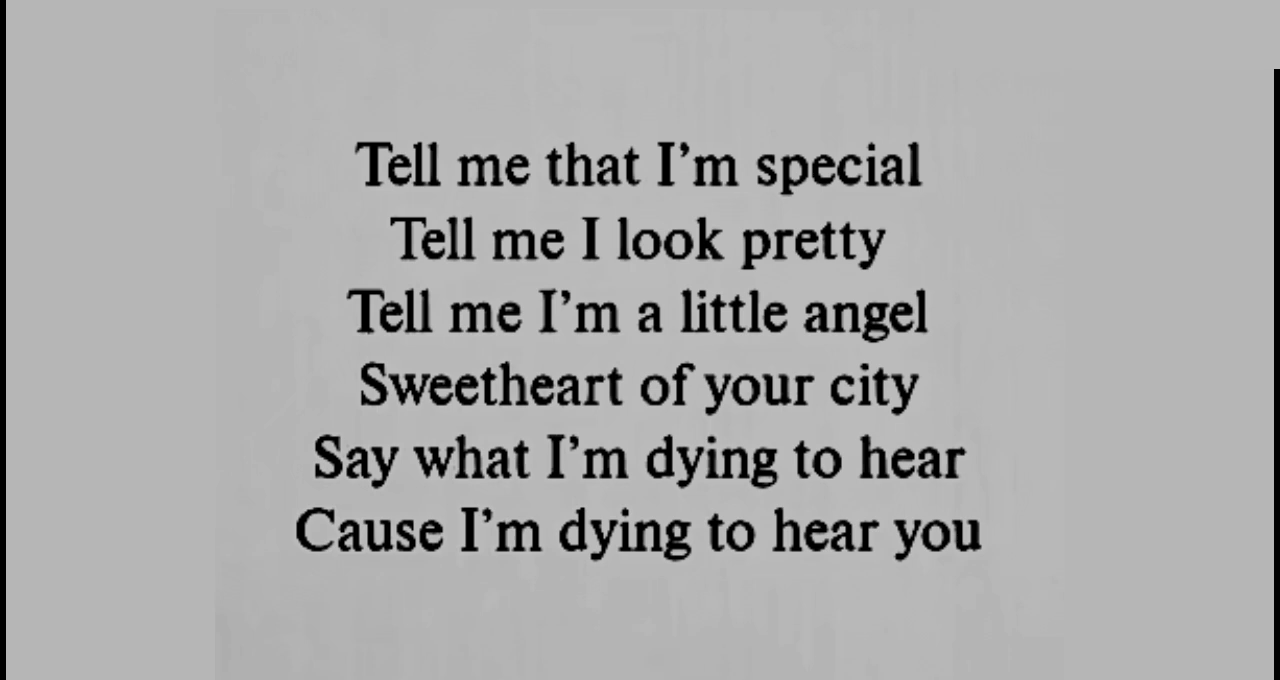 Tell me that I’m special
Tell me I look pretty
Tell me I’m a little angel
Sweetheart of your city
Say what I’m dying to hear
Cause I’m dying to hear you